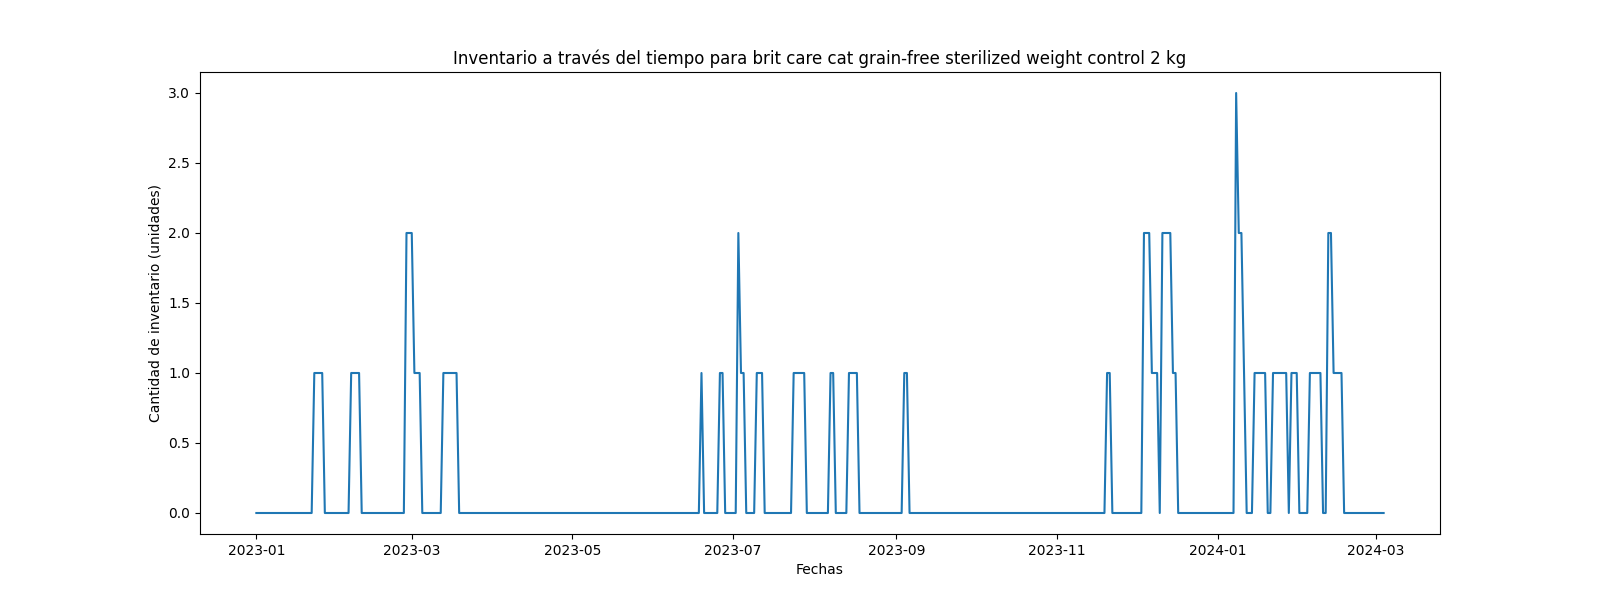 Inventario a través del tiempo para brit care cat grain-free sterilized weight control 2 kg
Cantidad de inventario (unidades)
3.0
2.5
2.0
1.5
1.0
0.5
0.0
2023-01 2023-03 2023-05 2023-07 2023-09 2023-11 2024-01 2024-03
Fechas